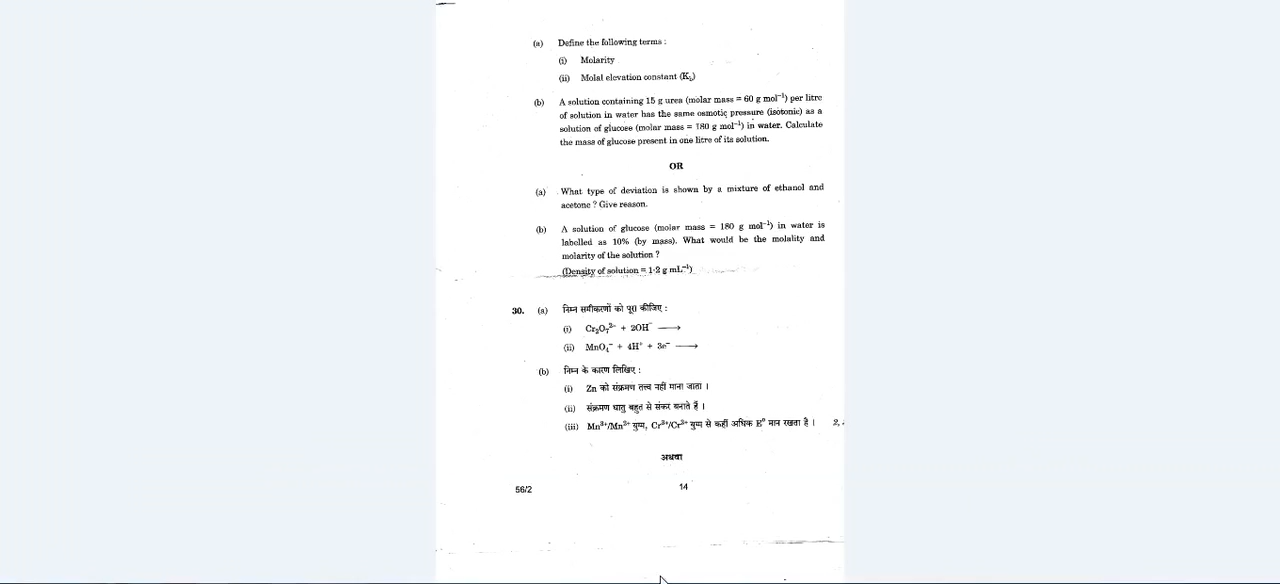 (a) Define the following terms :
(i) Molarity
(ii) Molal elevation constant (K_b)
(b) A solution containing 15 g urea (molar mass = 60 g mol⁻¹) per litre
of solution in water has the same osmotic pressure (isotonic) as a
solution of glucose (molar mass = 180 g mol⁻¹) in water. Calculate
the mass of glucose present in one litre of its solution.
OR
(a) What type of deviation is shown by a mixture of ethanol and
acetone ? Give reason.
(b) A solution of glucose (molar mass = 180 g mol⁻¹) in water is
labelled as 10% (by mass). What would be the molality and
molarity of the solution ?
(Density of solution = 1·2 g mL⁻¹)
30. (a) निम्न समीकरणों को पूरा कीजिए :
(i) Cr₂O₇²⁻ + 2OH⁻ ⟶
(ii) MnO₄⁻ + 4H⁺ + 3e⁻ ⟶
(b) निम्न के कारण लिखिए :
(i) Zn को संक्रमण तत्त्व नहीं माना जाता ।
(ii) संक्रमण धातु बहुत से संकर बनाते हैं ।
(iii) Mn³⁺/Mn²⁺ युग्म, Cr³⁺/Cr²⁺ युग्म से कहीं अधिक E° मान रखता है । 2,
अथवा
56/2 14